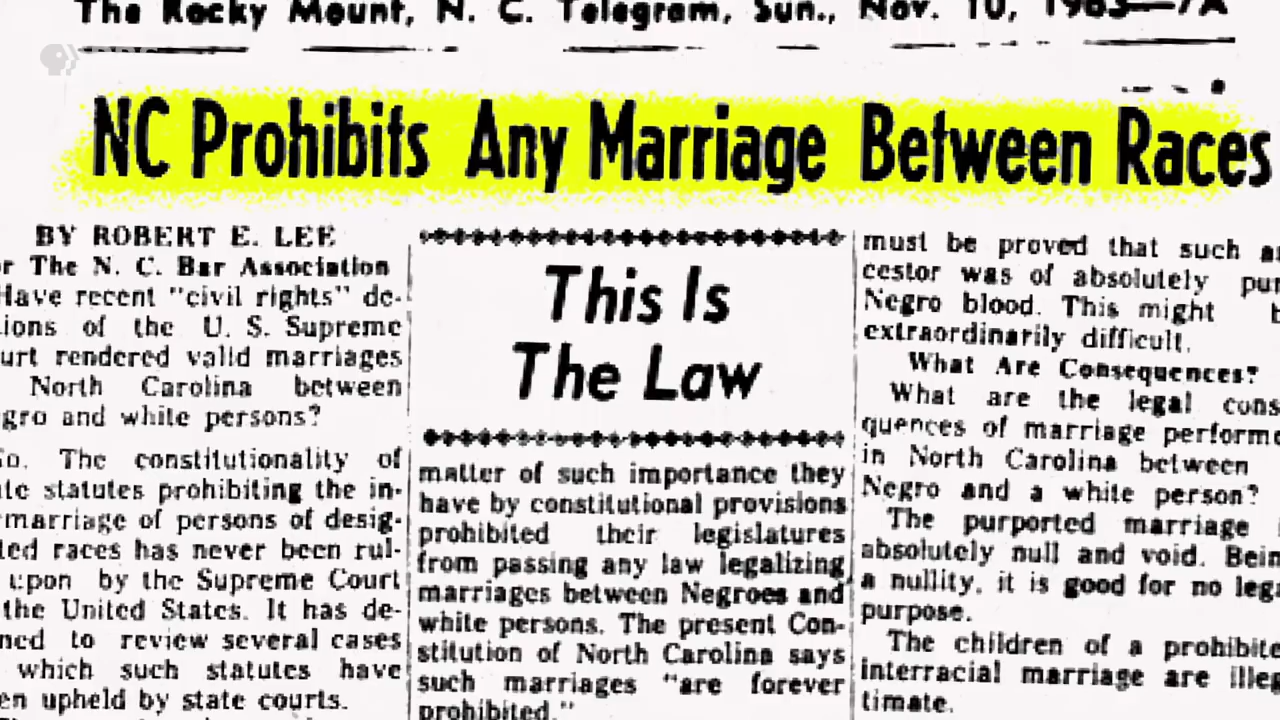 The Rocky Mount, N. C. Telegram, Sun., Nov. 10, 1963—7A
PBS
NC Prohibits Any Marriage Between Races
BY ROBERT E. LEE
r The N. C. Bar Association
Have recent "civil rights" de-
ions of the U. S. Supreme
urt rendered valid marriages
North Carolina between
gro and white persons?
No. The constitutionality of
te statutes prohibiting the in-
marriage of persons of desig-
ted races has never been rul-
upon by the Supreme Court
the United States. It has de-
ned to review several cases
which such statutes have
en upheld by state courts.
This Is
The Law
matter of such importance they
have by constitutional provisions
prohibited their legislatures
from passing any law legalizing
marriages between Negroes and
white persons. The present Con-
stitution of North Carolina says
such marriages "are forever
prohibited."
must be proved that such an
cestor was of absolutely pur
Negro blood. This might b
extraordinarily difficult.
What Are Consequences?
What are the legal cons
quences of marriage performe
in North Carolina between
Negro and a white person?
The purported marriage
absolutely null and void. Bein
a nullity, it is good for no lega
purpose.
The children of a prohibite
interracial marriage are illeg
timate.